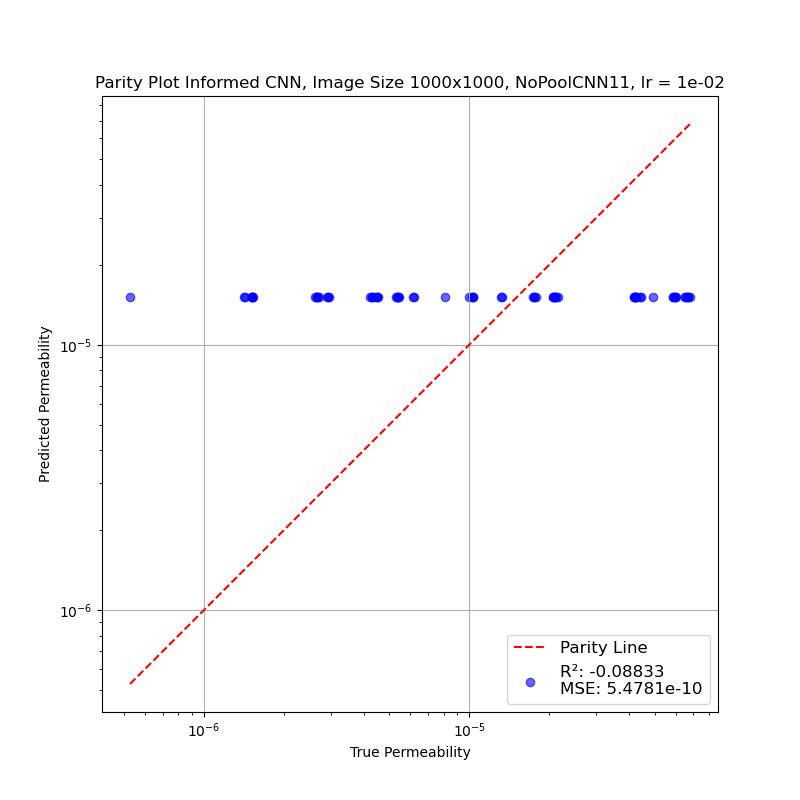 Parity Plot Informed CNN, Image Size 1000x1000, NoPoolCNN11, lr = 1e-02
Predicted Permeability
10⁻⁵
10⁻⁶
10⁻⁶
10⁻⁵
True Permeability
Parity Line
R²: -0.08833
MSE: 5.4781e-10